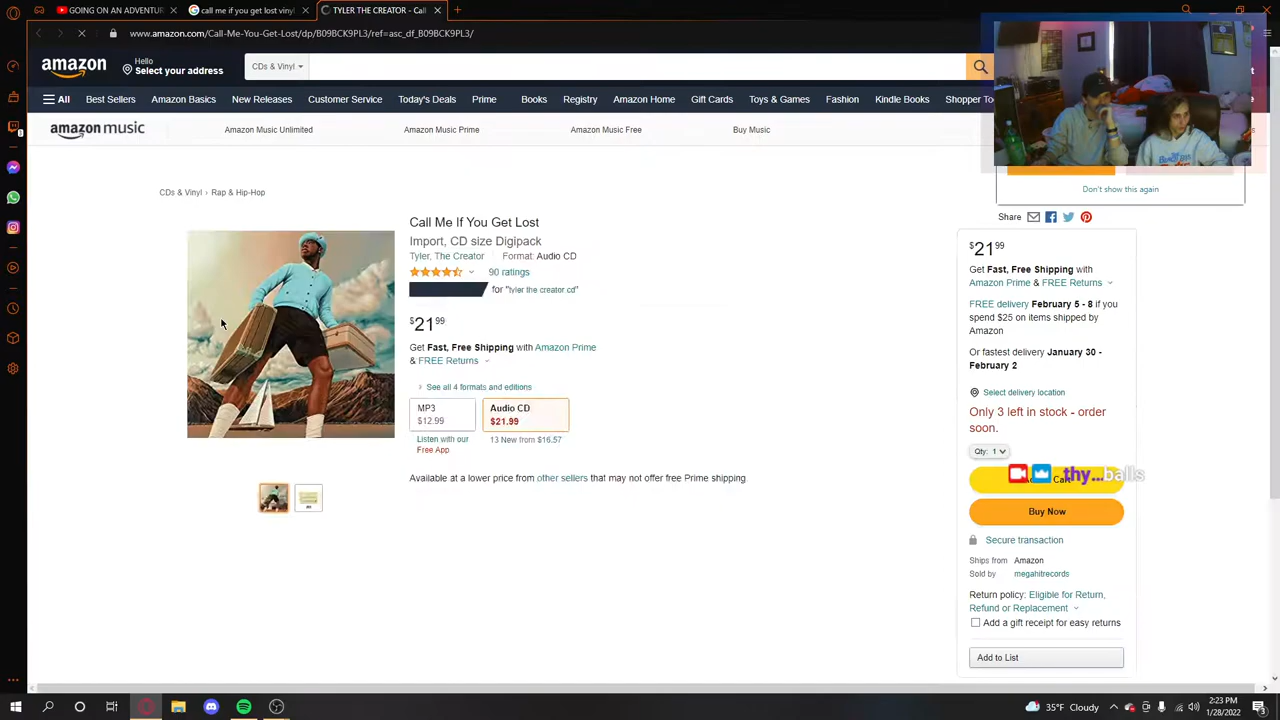 GOING ON AN ADVENTUR
call me if you get lost vinyl
TYLER THE CREATOR - Call
www.amazon.com/Call-Me-if-You-Get-Lost/dp/B09BCK9PL3/ref=asc_df_B09BCK9PL3/
amazon
Hello
Select your address
CDs & Vinyl
All Best Sellers Amazon Basics New Releases Customer Service Today's Deals Prime Books Registry Amazon Home Gift Cards Toys & Games Fashion Kindle Books Shopper
amazon music Amazon Music Unlimited Amazon Music Prime Amazon Music Free Buy Music
Don't show this again
CDs & Vinyl › Rap & Hip-Hop
Share
Call Me If You Get Lost
Import, CD size Digipack
Tyler, The Creator Format: Audio CD
90 ratings
for "tyler the creator cd"
$21 99
Get Fast, Free Shipping with Amazon Prime
& FREE Returns
See all 4 formats and editions
MP3
$12.99
Audio CD
$21.99
Listen with our
Free App
13 New from $16.57
Available at a lower price from other sellers that may not offer free Prime shipping
$21 99
Get Fast, Free Shipping with
Amazon Prime & FREE Returns
FREE delivery February 5 - 8 if you
spend $25 on items shipped by
Amazon
Or fastest delivery January 30 -
February 2
Select delivery location
Only 3 left in stock - order
soon.
Qty: 1
thy...balls
Buy Now
Secure transaction
Ships from Amazon
Sold by megahitrecords
Return policy: Eligible for Return,
Refund or Replacement
Add a gift receipt for easy returns
Add to List
35°F Cloudy
2:23 PM
1/28/2022